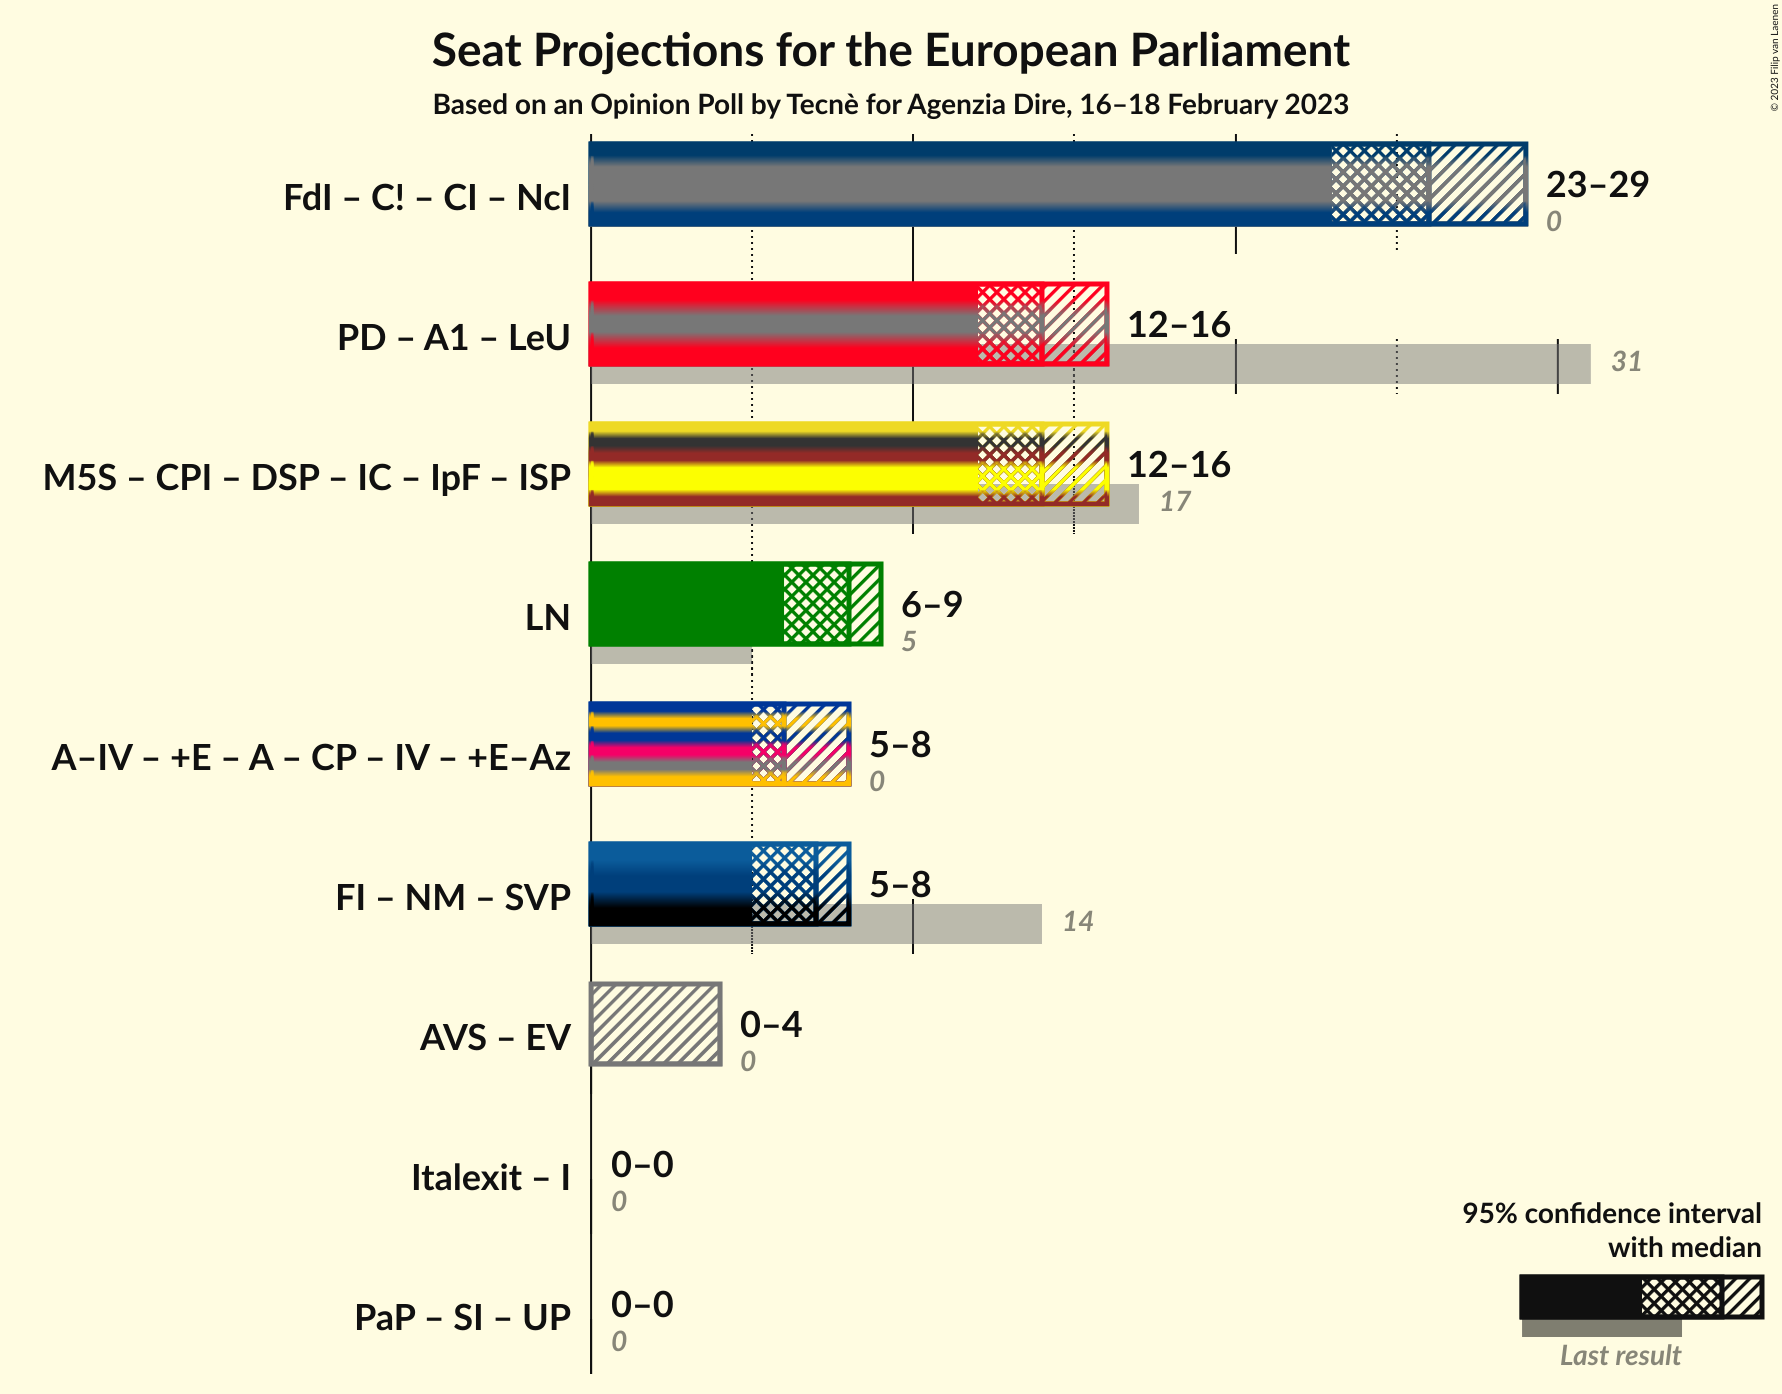 Seat Projections for the European Parliament
Based on an Opinion Poll by Tecnè for Agenzia Dire, 16–18 February 2023
© 2023 Filip van Laenen
FdI – C! – CI – NcI
23–29
0
PD – A1 – LeU
12–16
31
M5S – CPI – DSP – IC – IpF – ISP
12–16
17
LN
6–9
5
A–IV – +E – A – CP – IV – +E–Az
5–8
0
FI – NM – SVP
5–8
14
AVS – EV
0–4
0
Italexit – I
0–0
0
PaP – SI – UP
0–0
0
95% confidence interval
with median
Last result